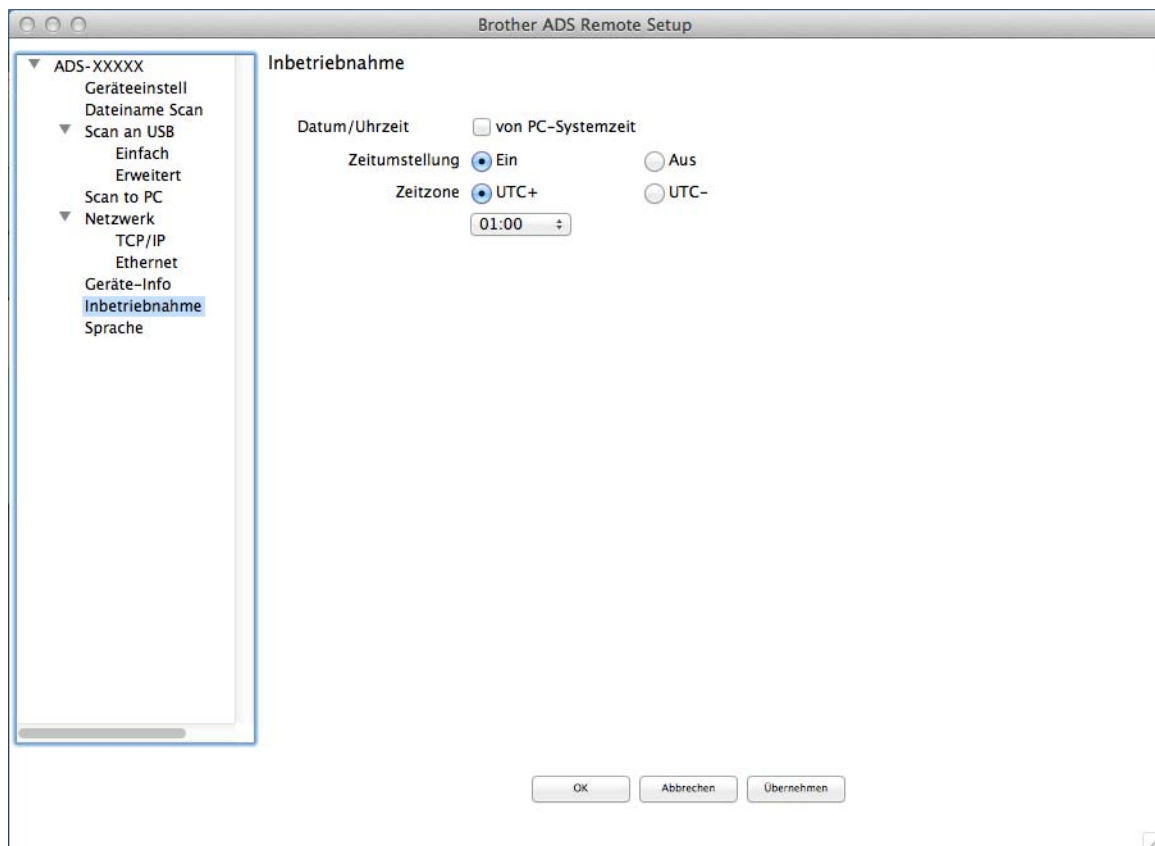 Brother ADS Remote Setup
ADS-XXXXX
Geräteeinstell
Dateiname Scan
Scan an USB
Einfach
Erweitert
Scan to PC
Netzwerk
TCP/IP
Ethernet
Geräte-Info
Inbetriebnahme
Sprache
Inbetriebnahme
Datum/Uhrzeit von PC-Systemzeit
Zeitumstellung Ein Aus
Zeitzone UTC+ UTC-
01:00
OK Abbrechen Übernehmen